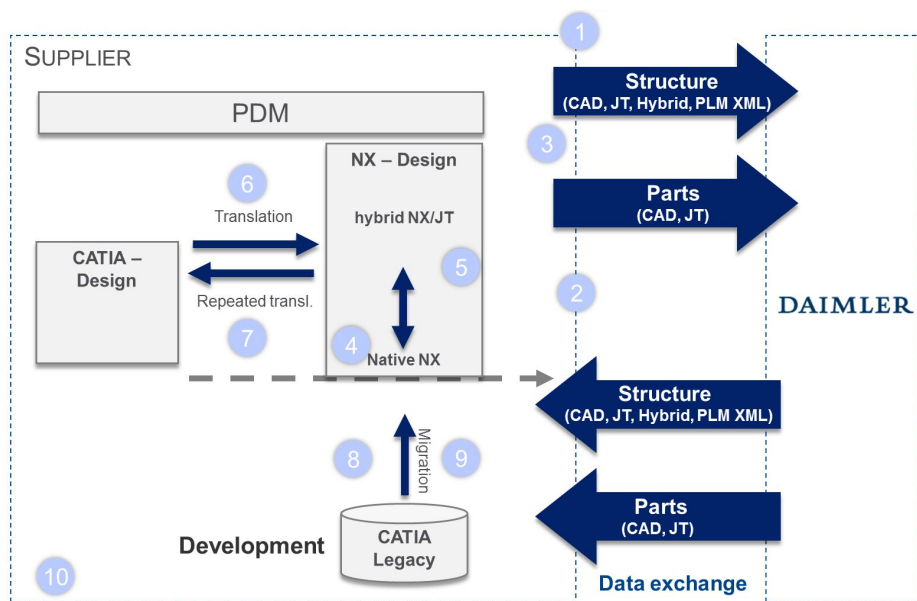 1
SUPPLIER
Structure
(CAD, JT, Hybrid, PLM XML)
PDM
3
NX – Design
6
Translation
hybrid NX/JT
Parts
(CAD, JT)
CATIA –
Design
5
2
Repeated transl.
DAIMLER
7
4
Native NX
Structure
(CAD, JT, Hybrid, PLM XML)
8
Migration
9
Parts
(CAD, JT)
Development
CATIA
Legacy
10
Data exchange